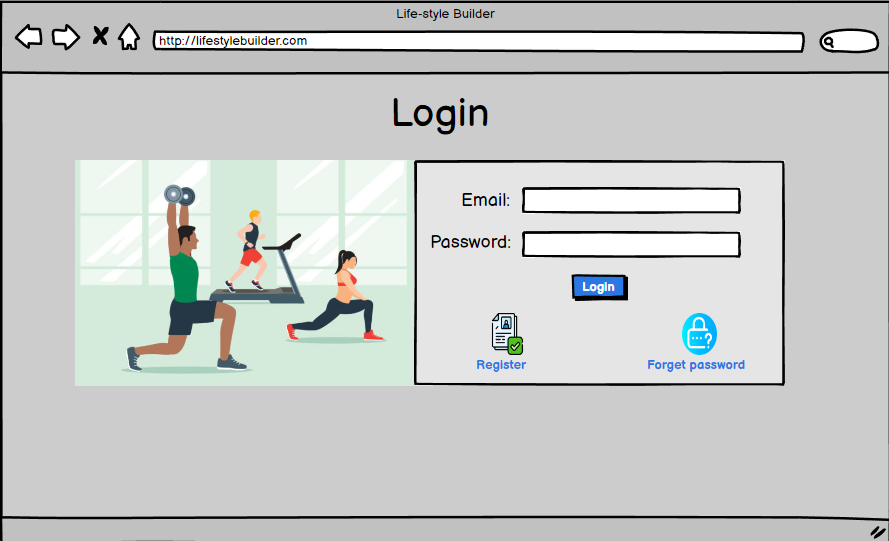 Life-style Builder
http://lifestylebuilder.com
Login
Email:
Password:
Login
Register
Forget password